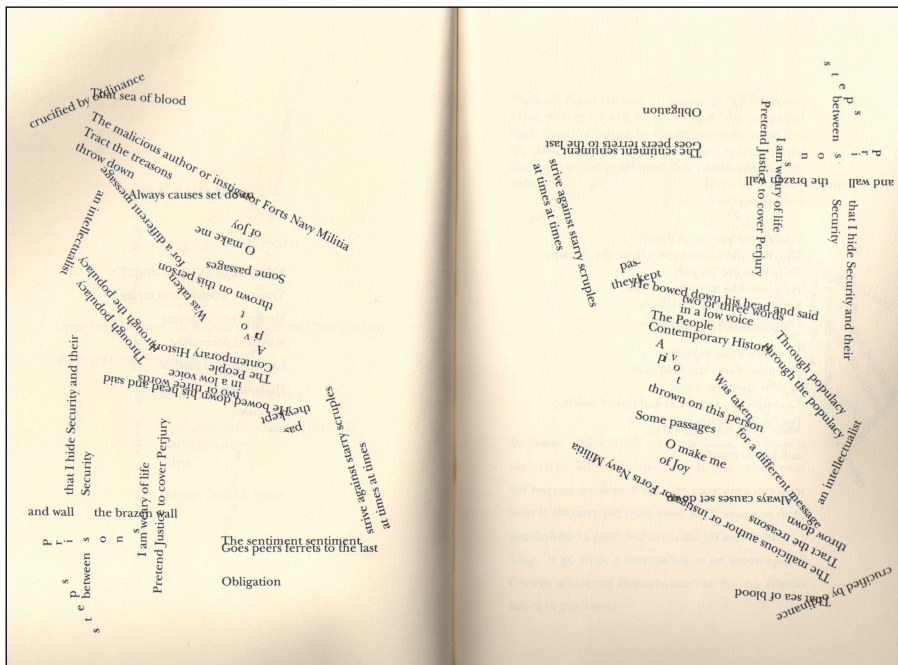 crucified by ordinance
That sea of blood
The malicious author or instigator Forts Navy Militia
Tract the treasons
throw down
Always causes set down
for a different message
Was taken
an intellectualist
of Joy
O make me
Some passages
thrown on this person
Through populacy
through the populacy
A pivot
Contemporary History
The People
in a low voice
two or three words
He bowed down his head and said
they kept
pas-
strive against starry scruples
at times at times
that I hide Security and their
Security
I am weary of life
Pretend Justice to cover Perjury
and wall the brazen wall
Prisons
steps between
The sentiment sentiment
Goes peers ferrets to the last
Obligation
Obligation
Goes peers ferrets to the last
The sentiment sentiment
steps between
Prisons
and wall the brazen wall
Pretend Justice to cover Perjury
I am weary of life
Security
that I hide Security and their
strive against starry scruples
at times at times
pas-
they kept
He bowed down his head and said
two or three words
in a low voice
The People
Contemporary History
A pivot
Through populacy
through the populacy
thrown on this person
Some passages
O make me
of Joy
Was taken
for a different message
an intellectualist
Always causes set down
throw down
Tract the treasons
The malicious author or instigator Forts Navy Militia
That sea of blood
crucified by ordinance